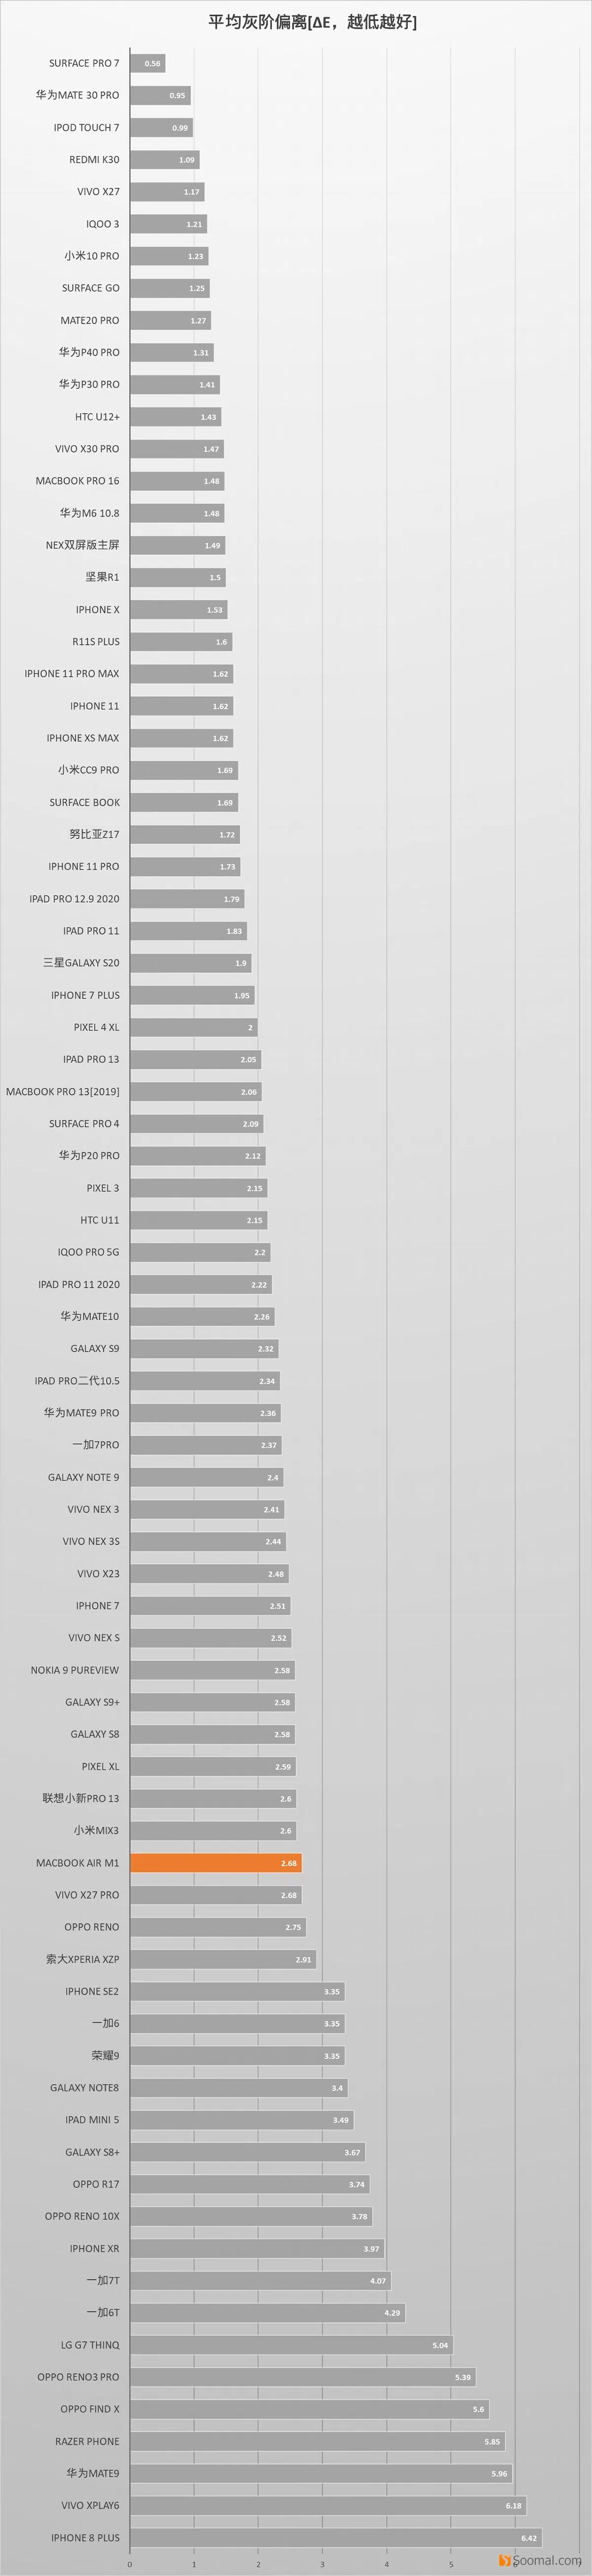 平均灰阶偏离[ΔE，越低越好]
SURFACE PRO 7 0.56
华为MATE 30 PRO 0.95
IPOD TOUCH 7 0.99
REDMI K30 1.09
VIVO X27 1.17
IQOO 3 1.21
小米10 PRO 1.23
SURFACE GO 1.25
MATE20 PRO 1.27
华为P40 PRO 1.31
华为P30 PRO 1.41
HTC U12+ 1.43
VIVO X30 PRO 1.47
MACBOOK PRO 16 1.48
华为M6 10.8 1.48
NEX双屏版主屏 1.49
坚果R1 1.5
IPHONE X 1.53
R11S PLUS 1.6
IPHONE 11 PRO MAX 1.62
IPHONE 11 1.62
IPHONE XS MAX 1.62
小米CC9 PRO 1.69
SURFACE BOOK 1.69
努比亚Z17 1.72
IPHONE 11 PRO 1.73
IPAD PRO 12.9 2020 1.79
IPAD PRO 11 1.83
三星GALAXY S20 1.9
IPHONE 7 PLUS 1.95
PIXEL 4 XL 2
IPAD PRO 13 2.05
MACBOOK PRO 13[2019] 2.06
SURFACE PRO 4 2.09
华为P20 PRO 2.12
PIXEL 3 2.15
HTC U11 2.15
IQOO PRO 5G 2.2
IPAD PRO 11 2020 2.22
华为MATE10 2.26
GALAXY S9 2.32
IPAD PRO二代10.5 2.34
华为MATE9 PRO 2.36
一加7PRO 2.37
GALAXY NOTE 9 2.4
VIVO NEX 3 2.41
VIVO NEX 3S 2.44
VIVO X23 2.48
IPHONE 7 2.51
VIVO NEX S 2.52
NOKIA 9 PUREVIEW 2.58
GALAXY S9+ 2.58
GALAXY S8 2.58
PIXEL XL 2.59
联想小新PRO 13 2.6
小米MIX3 2.6
MACBOOK AIR M1 2.68
VIVO X27 PRO 2.68
OPPO RENO 2.75
索大XPERIA XZP 2.91
IPHONE SE2 3.35
一加6 3.35
荣耀9 3.35
GALAXY NOTE8 3.4
IPAD MINI 5 3.49
GALAXY S8+ 3.67
OPPO R17 3.74
OPPO RENO 10X 3.78
IPHONE XR 3.97
一加7T 4.07
一加6T 4.29
LG G7 THINQ 5.04
OPPO RENO3 PRO 5.39
OPPO FIND X 5.6
RAZER PHONE 5.85
华为MATE9 5.96
VIVO XPLAY6 6.18
IPHONE 8 PLUS 6.42
0 1 2 3 4 5 6 7
Soomal.com